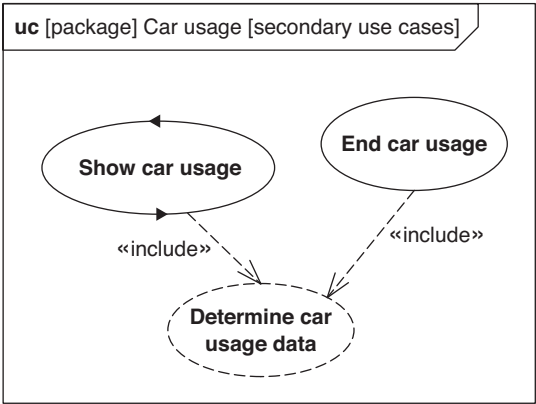 uc [package] Car usage [secondary use cases]
Show car usage
End car usage
«include»
«include»
Determine car
usage data